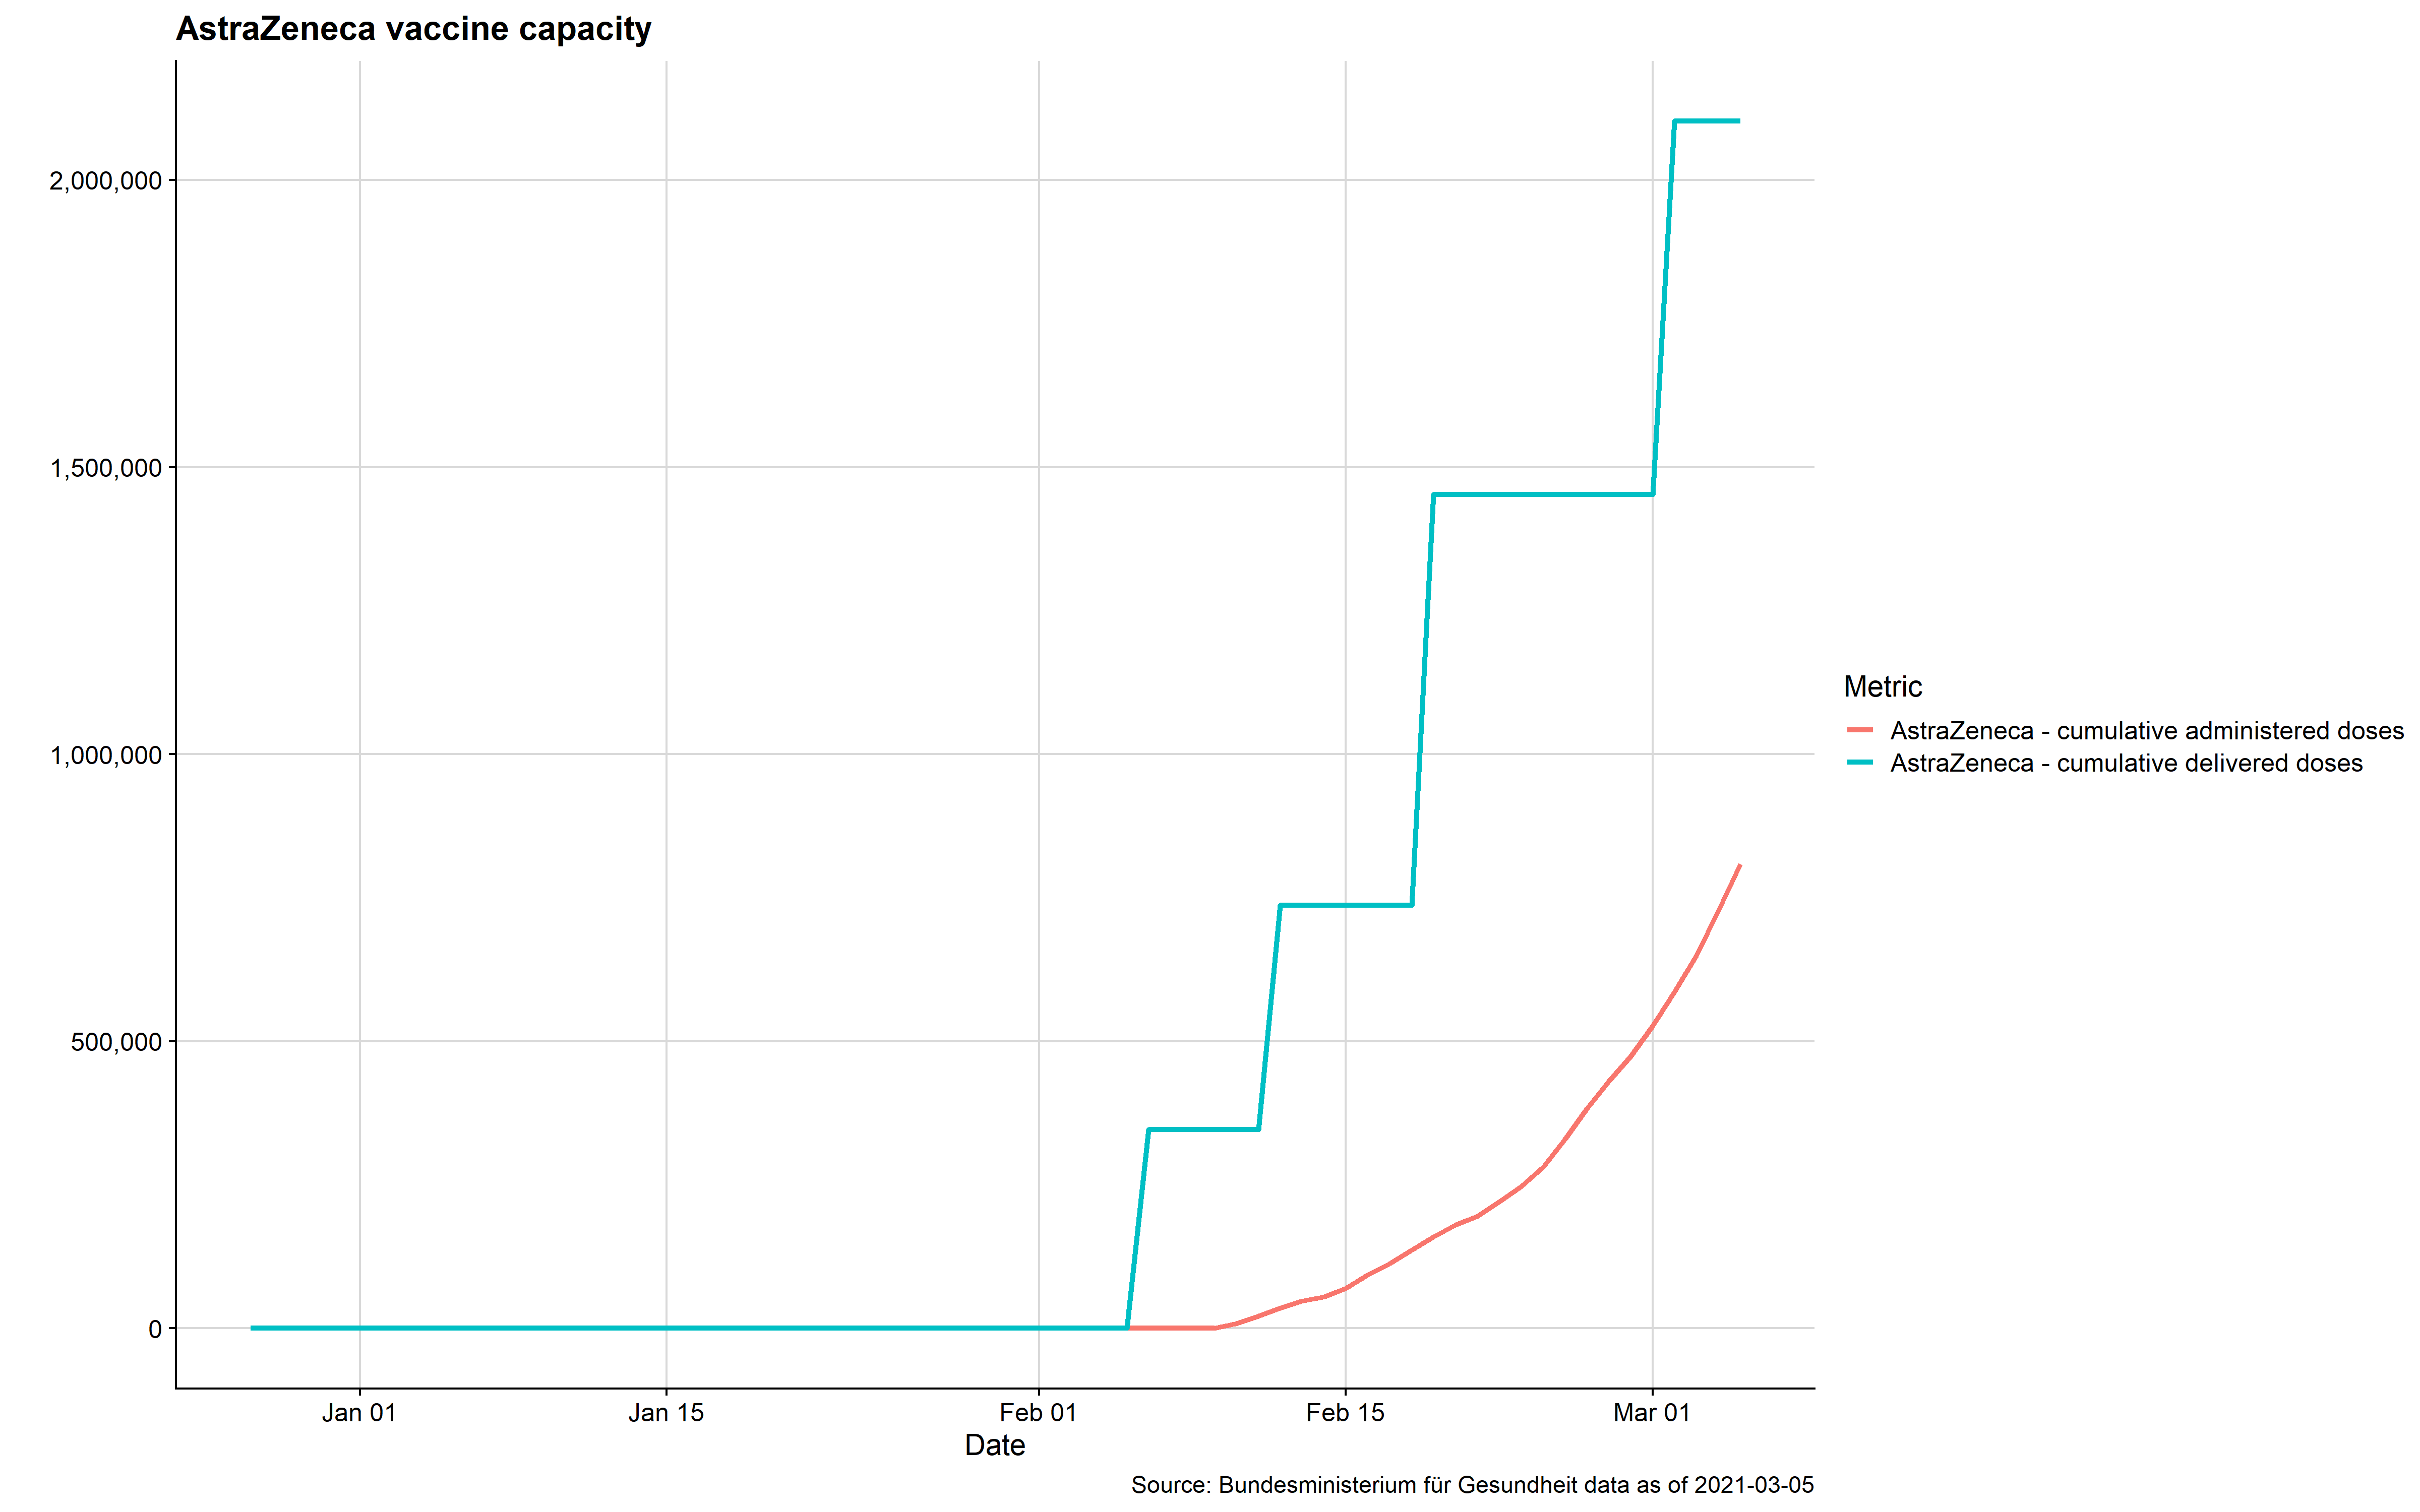 AstraZeneca vaccine capacity
2,000,000
1,500,000
1,000,000
500,000
0
Jan 01
Jan 15
Feb 01
Feb 15
Mar 01
Date
Metric
AstraZeneca - cumulative administered doses
AstraZeneca - cumulative delivered doses
Source: Bundesministerium für Gesundheit data as of 2021-03-05